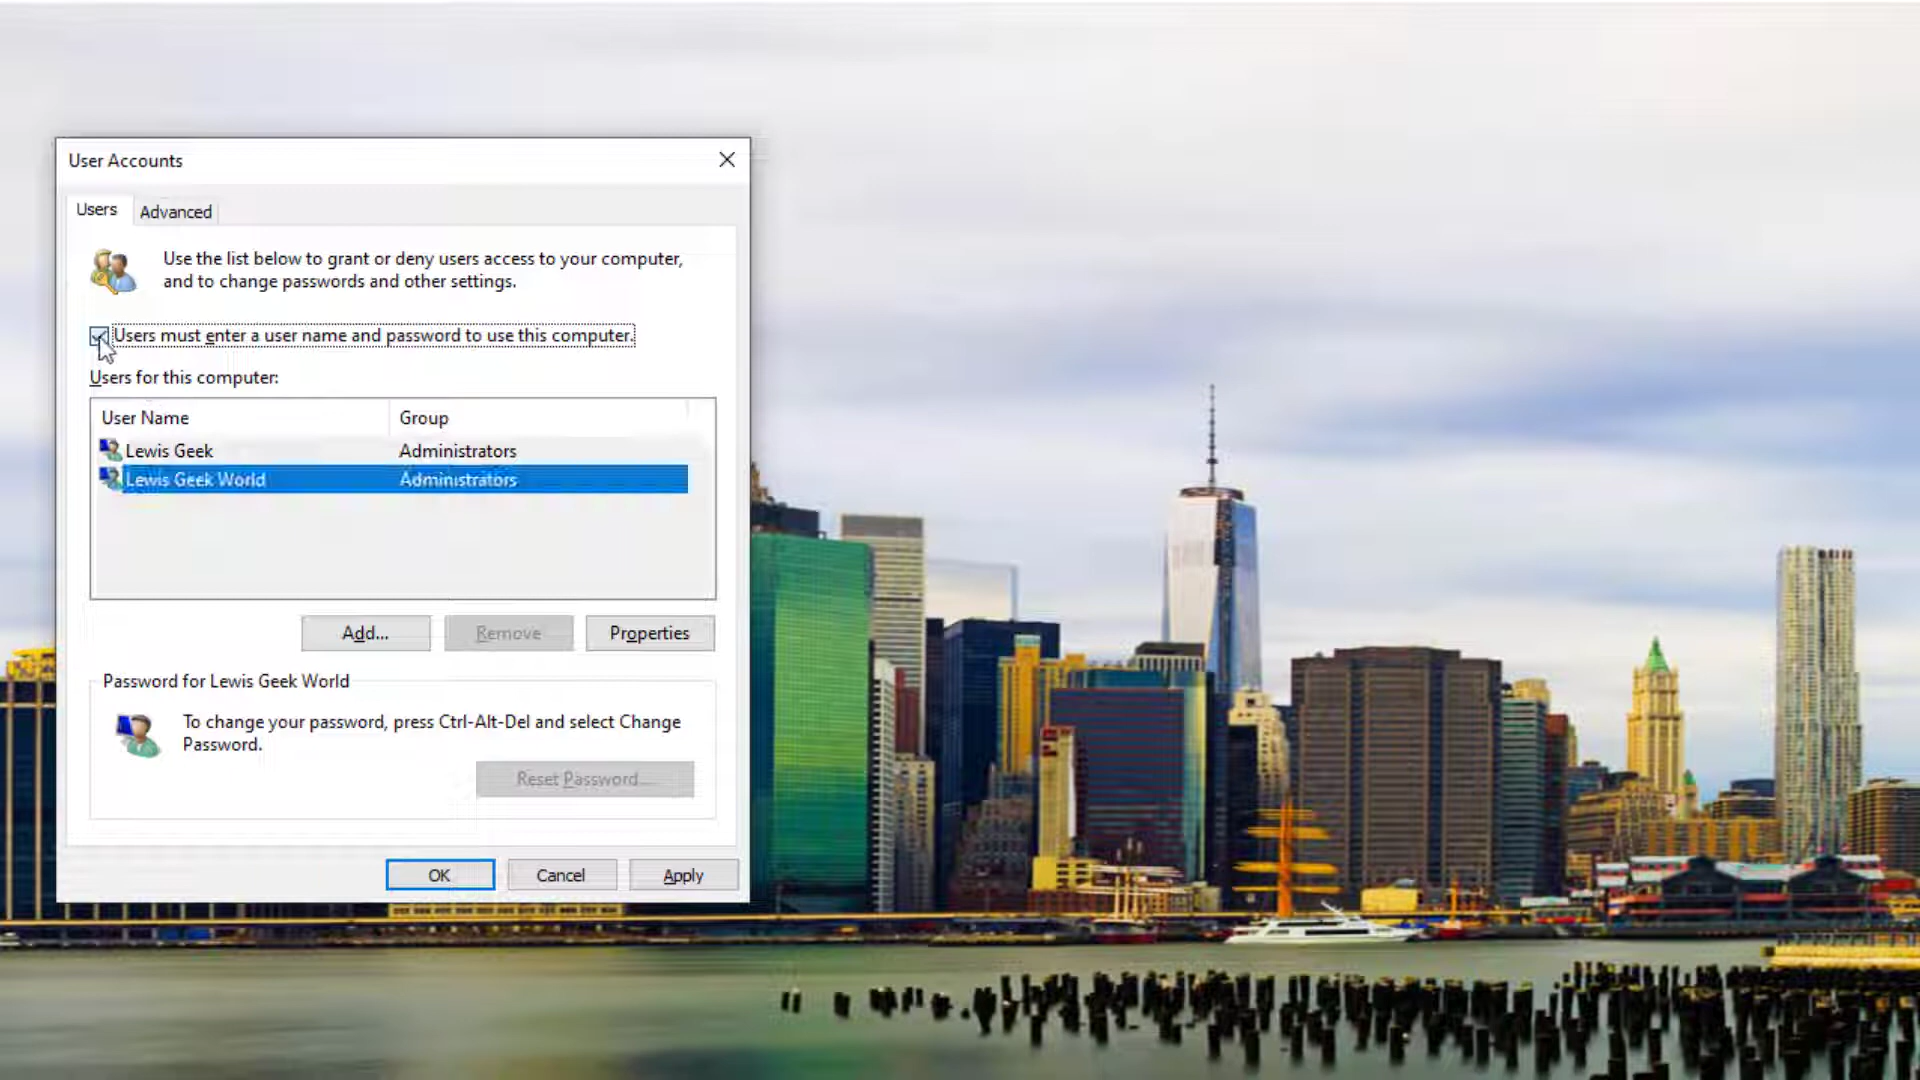 User Accounts
Users
Advanced
Use the list below to grant or deny users access to your computer,
and to change passwords and other settings.
Users must enter a user name and password to use this computer.
Users for this computer:
User Name Group
Lewis Geek Administrators
Lewis Geek World Administrators
Add... Remove Properties
Password for Lewis Geek World
To change your password, press Ctrl-Alt-Del and select Change
Password.
Reset Password...
OK Cancel Apply